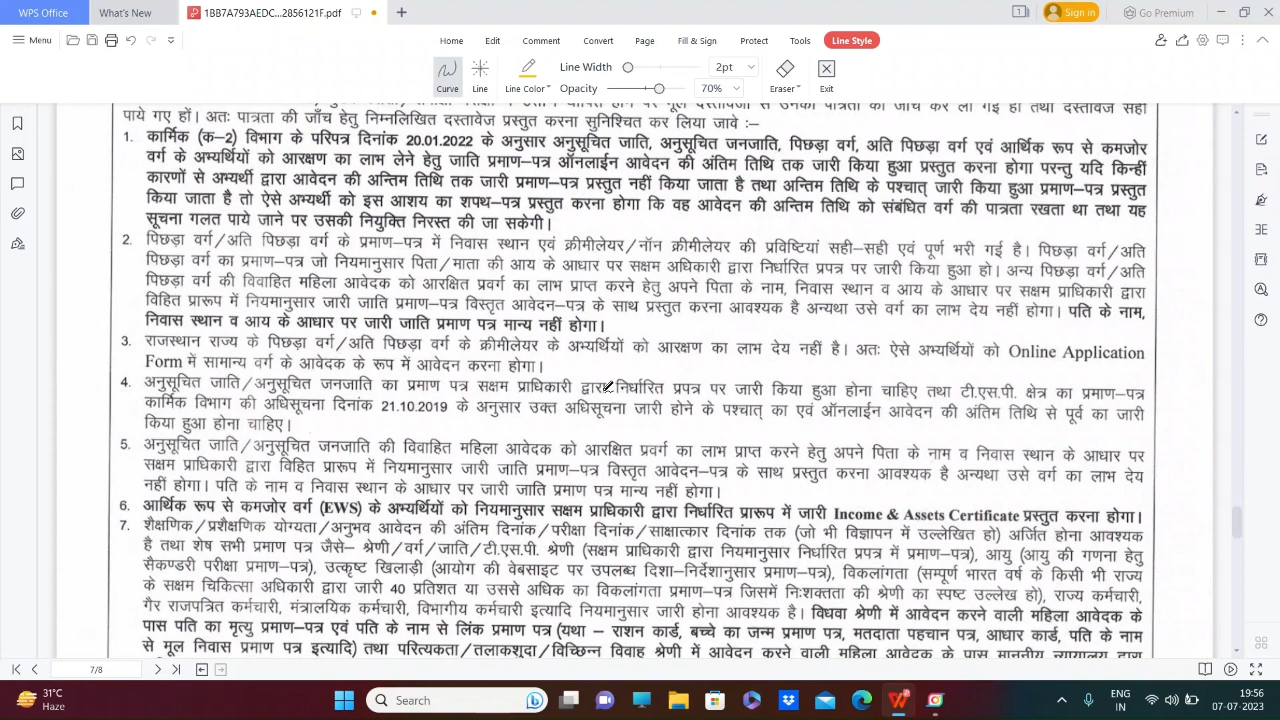 WPS Office What's New 1BB7A793AEDC...2856121F.pdf Sign in Go Premium
Menu Home Edit Comment Convert Page Fill & Sign Protect Tools Line Style
Curve Line Line Color Line Width 2pt Opacity 70% Eraser Exit
पाये गए हों। अतः पात्रता की जाँच हेतु निम्नलिखित दस्तावेज प्रस्तुत करना सुनिश्चित कर लिया जावे :–
1. कार्मिक (क–2) विभाग के परिपत्र दिनांक 20.01.2022 के अनुसार अनुसूचित जाति, अनुसूचित जनजाति, पिछड़ा वर्ग, अति पिछड़ा वर्ग एवं आर्थिक रूप से कमजोर
वर्ग के अभ्यर्थियों को आरक्षण का लाभ लेने हेतु जाति प्रमाण–पत्र ऑनलाईन आवेदन की अंतिम तिथि तक जारी किया हुआ प्रस्तुत करना होगा परन्तु यदि किन्हीं
कारणों से अभ्यर्थी द्वारा आवेदन की अन्तिम तिथि तक जारी प्रमाण–पत्र प्रस्तुत नहीं किया जाता है तथा अन्तिम तिथि के पश्चात् जारी किया हुआ प्रमाण–पत्र प्रस्तुत
किया जाता है तो ऐसे अभ्यर्थी को इस आशय का शपथ–पत्र प्रस्तुत करना होगा कि वह आवेदन की अन्तिम तिथि को संबंधित वर्ग की पात्रता रखता था तथा यह
सूचना गलत पाये जाने पर उसकी नियुक्ति निरस्त की जा सकेगी।
2. पिछड़ा वर्ग/अति पिछड़ा वर्ग के प्रमाण–पत्र में निवास स्थान एवं क्रीमीलेयर/नॉन क्रीमीलेयर की प्रविष्टियां सही–सही एवं पूर्ण भरी गई है। पिछड़ा वर्ग/अति
पिछड़ा वर्ग का प्रमाण–पत्र जो नियमानुसार पिता/माता की आय के आधार पर सक्षम अधिकारी द्वारा निर्धारित प्रपत्र पर जारी किया हुआ हो। अन्य पिछड़ा वर्ग/अति
पिछड़ा वर्ग की विवाहित महिला आवेदक को आरक्षित प्रवर्ग का लाभ प्राप्त करने हेतु अपने पिता के नाम, निवास स्थान व आय के आधार पर सक्षम प्राधिकारी द्वारा
विहित प्रारूप में नियमानुसार जारी जाति प्रमाण–पत्र विस्तृत आवेदन–पत्र के साथ प्रस्तुत करना आवश्यक है अन्यथा उसे वर्ग का लाभ देय नहीं होगा। पति के नाम,
निवास स्थान व आय के आधार पर जारी जाति प्रमाण पत्र मान्य नहीं होगा।
3. राजस्थान राज्य के पिछड़ा वर्ग/अति पिछड़ा वर्ग के क्रीमीलेयर के अभ्यर्थियों को आरक्षण का लाभ देय नहीं है। अतः ऐसे अभ्यर्थियों को Online Application
Form में सामान्य वर्ग के आवेदक के रूप में आवेदन करना होगा।
4. अनुसूचित जाति/अनुसूचित जनजाति का प्रमाण पत्र सक्षम प्राधिकारी द्वारा निर्धारित प्रपत्र पर जारी किया हुआ होना चाहिए तथा टी.एस.पी. क्षेत्र का प्रमाण–पत्र
कार्मिक विभाग की अधिसूचना दिनांक 21.10.2019 के अनुसार उक्त अधिसूचना जारी होने के पश्चात् का एवं ऑनलाईन आवेदन की अंतिम तिथि से पूर्व का जारी
किया हुआ होना चाहिए।
5. अनुसूचित जाति/अनुसूचित जनजाति की विवाहित महिला आवेदक को आरक्षित प्रवर्ग का लाभ प्राप्त करने हेतु अपने पिता के नाम व निवास स्थान के आधार पर
सक्षम प्राधिकारी द्वारा विहित प्रारूप में नियमानुसार जारी जाति प्रमाण–पत्र विस्तृत आवेदन–पत्र के साथ प्रस्तुत करना आवश्यक है अन्यथा उसे वर्ग का लाभ देय
नहीं होगा। पति के नाम व निवास स्थान के आधार पर जारी जाति प्रमाण पत्र मान्य नहीं होगा।
6. आर्थिक रूप से कमजोर वर्ग (EWS) के अभ्यर्थियों को नियमानुसार सक्षम प्राधिकारी द्वारा निर्धारित प्रारूप में जारी Income & Assets Certificate प्रस्तुत करना होगा।
7. शैक्षणिक/प्रशैक्षणिक योग्यता/अनुभव आवेदन की अंतिम दिनांक/परीक्षा दिनांक/साक्षात्कार दिनांक तक (जो भी विज्ञापन में उल्लेखित हो) अर्जित होना आवश्यक
है तथा शेष सभी प्रमाण पत्र जैसे– श्रेणी/वर्ग/जाति/टी.एस.पी. श्रेणी (सक्षम प्राधिकारी द्वारा नियमानुसार निर्धारित प्रपत्र में प्रमाण–पत्र), आयु (आयु की गणना हेतु
सैकण्डरी परीक्षा प्रमाण–पत्र), उत्कृष्ट खिलाड़ी (आयोग की वेबसाइट पर उपलब्ध दिशा–निर्देशानुसार प्रमाण–पत्र), विकलांगता (सम्पूर्ण भारत वर्ष के किसी भी राज्य
के सक्षम चिकित्सा अधिकारी द्वारा जारी 40 प्रतिशत या उससे अधिक का विकलांगता प्रमाण–पत्र जिसमें निःशक्तता की श्रेणी का स्पष्ट उल्लेख हो), राज्य कर्मचारी,
गैर राजपत्रित कर्मचारी, मंत्रालयिक कर्मचारी, विभागीय कर्मचारी इत्यादि नियमानुसार जारी होना आवश्यक है। विधवा श्रेणी में आवेदन करने वाली महिला आवेदक के
पास पति का मृत्यु प्रमाण–पत्र एवं पति के नाम से लिंक प्रमाण पत्र (यथा – राशन कार्ड, बच्चे का जन्म प्रमाण पत्र, मतदाता पहचान पत्र, आधार कार्ड, पति के नाम
से मूल निवास प्रमाण पत्र इत्यादि) तथा परित्यकता/तलाकशुदा/विच्छिन्न विवाह श्रेणी में आवेदन करने वाली महिला आवेदक के पास माननीय न्यायालय द्वारा
7/8
31°C
Haze
Search
ENG
IN
19:56
07-07-2023